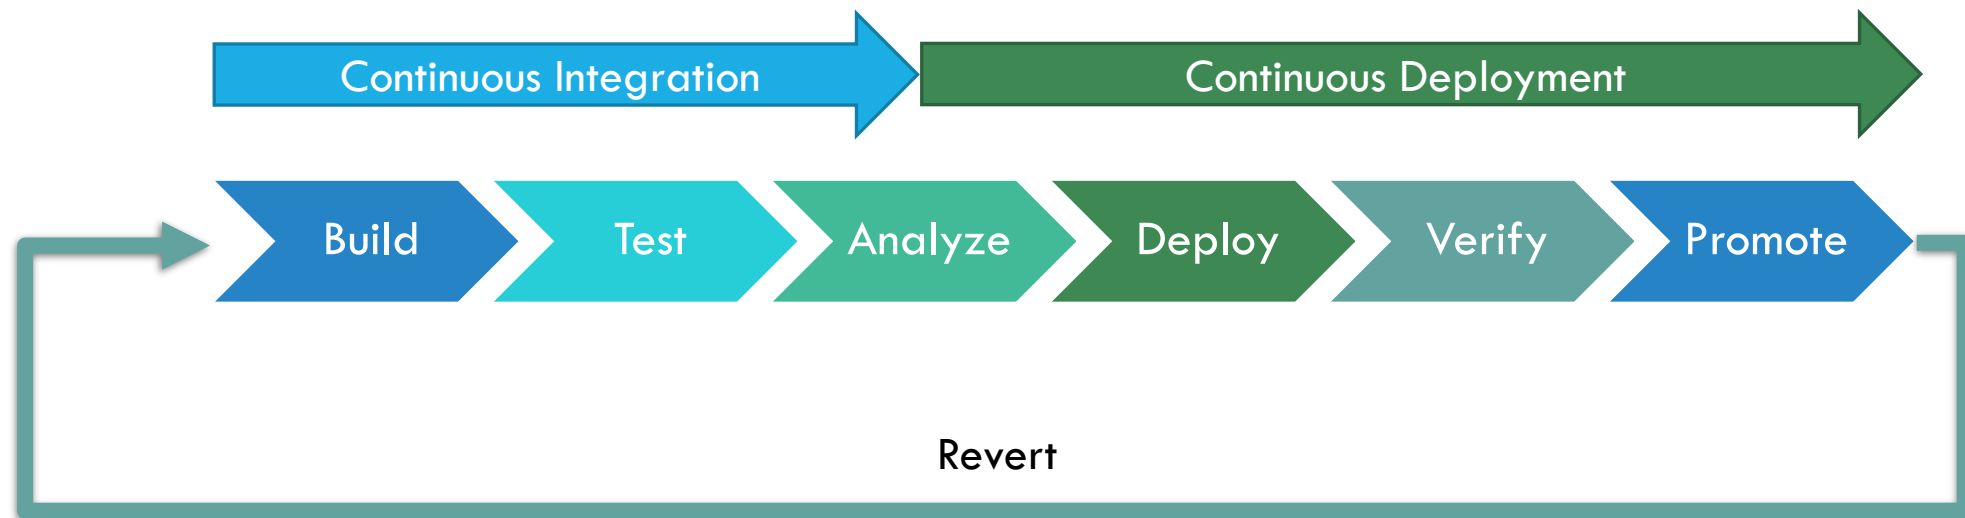 Continuous Integration
Continuous Deployment
Build
Test
Analyze
Deploy
Verify
Promote
Revert